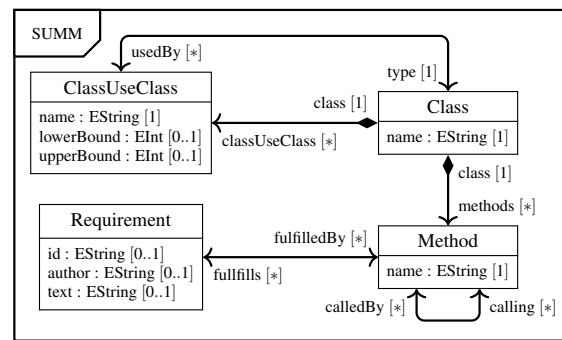 SUMM
usedBy [*]
type [1]
ClassUseClass
name : EString [1]
lowerBound : EInt [0..1]
upperBound : EInt [0..1]
class [1]
classUseClass [*]
Class
name : EString [1]
class [1]
methods [*]
Requirement
id : EString [0..1]
author : EString [0..1]
text : EString [0..1]
fulfilledBy [*]
fullfills [*]
Method
name : EString [1]
calledBy [*]
calling [*]